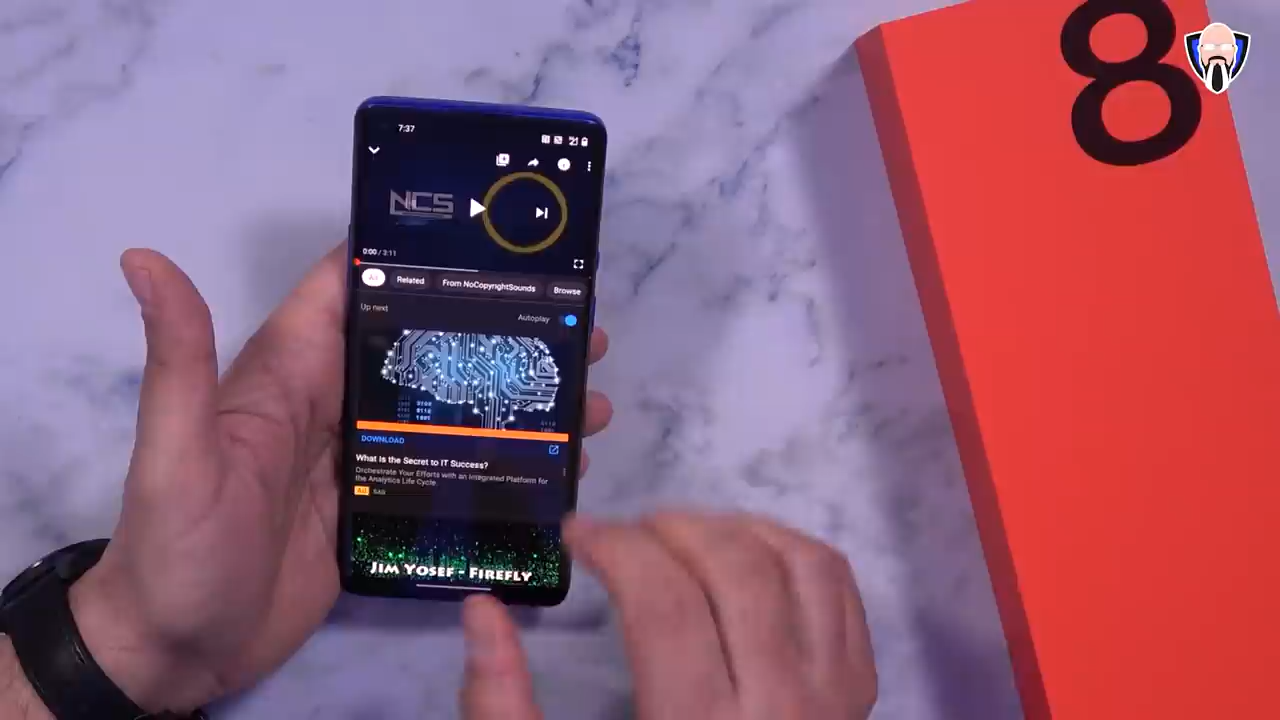 8
7:37
NCS
0:00 / 3:11
All
Related
From NoCopyrightSounds
Browse
Up next
Autoplay
DOWNLOAD
What is the Secret to IT Success?
Orchestrate Your Efforts with an Integrated Platform for
the Analytics Life Cycle.
Ad SAS
JIM YOSEF - FIREFLY